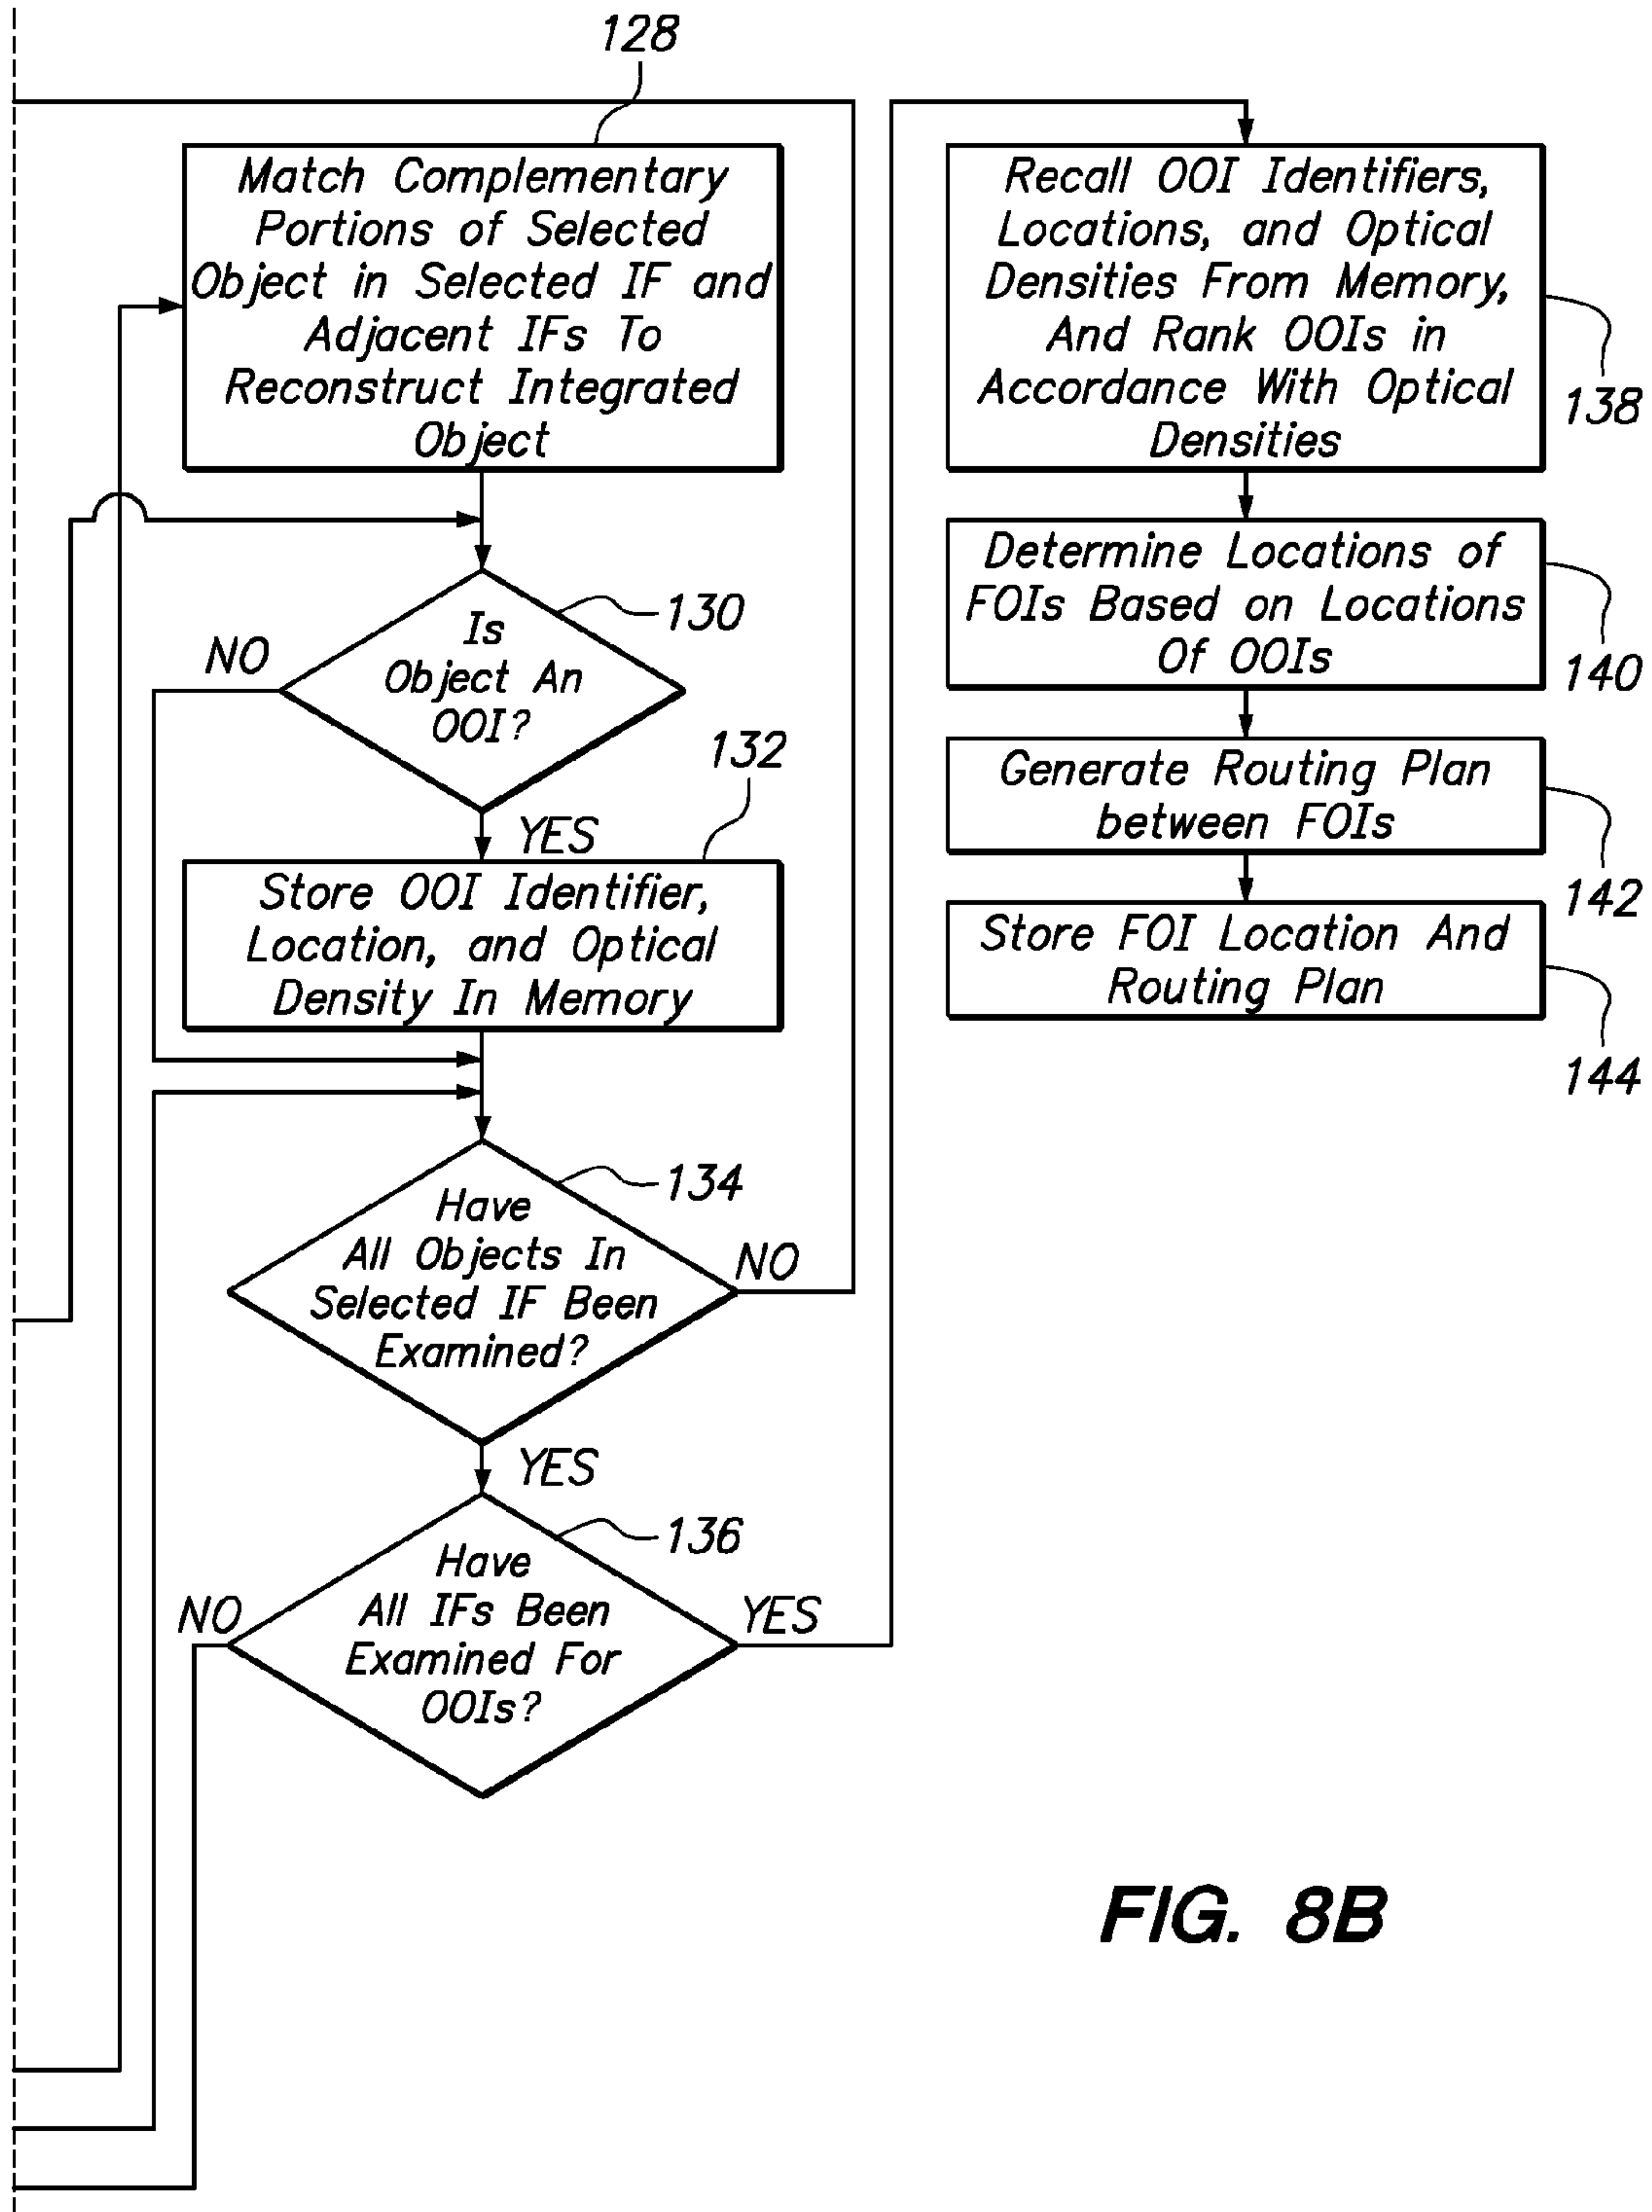 128
Match Complementary
Portions of Selected
Object in Selected IF and
Adjacent IFs To
Reconstruct Integrated
Object
130
Is
Object An
OOI?
NO
YES
132
Store OOI Identifier,
Location, and Optical
Density In Memory
134
Have
All Objects In
Selected IF Been
Examined?
NO
YES
136
Have
All IFs Been
Examined For
OOIs?
NO
YES
Recall OOI Identifiers,
Locations, and Optical
Densities From Memory,
And Rank OOIs in
Accordance With Optical
Densities
138
Determine Locations of
FOIs Based on Locations
Of OOIs
140
Generate Routing Plan
between FOIs
142
Store FOI Location And
Routing Plan
144
FIG. 8B